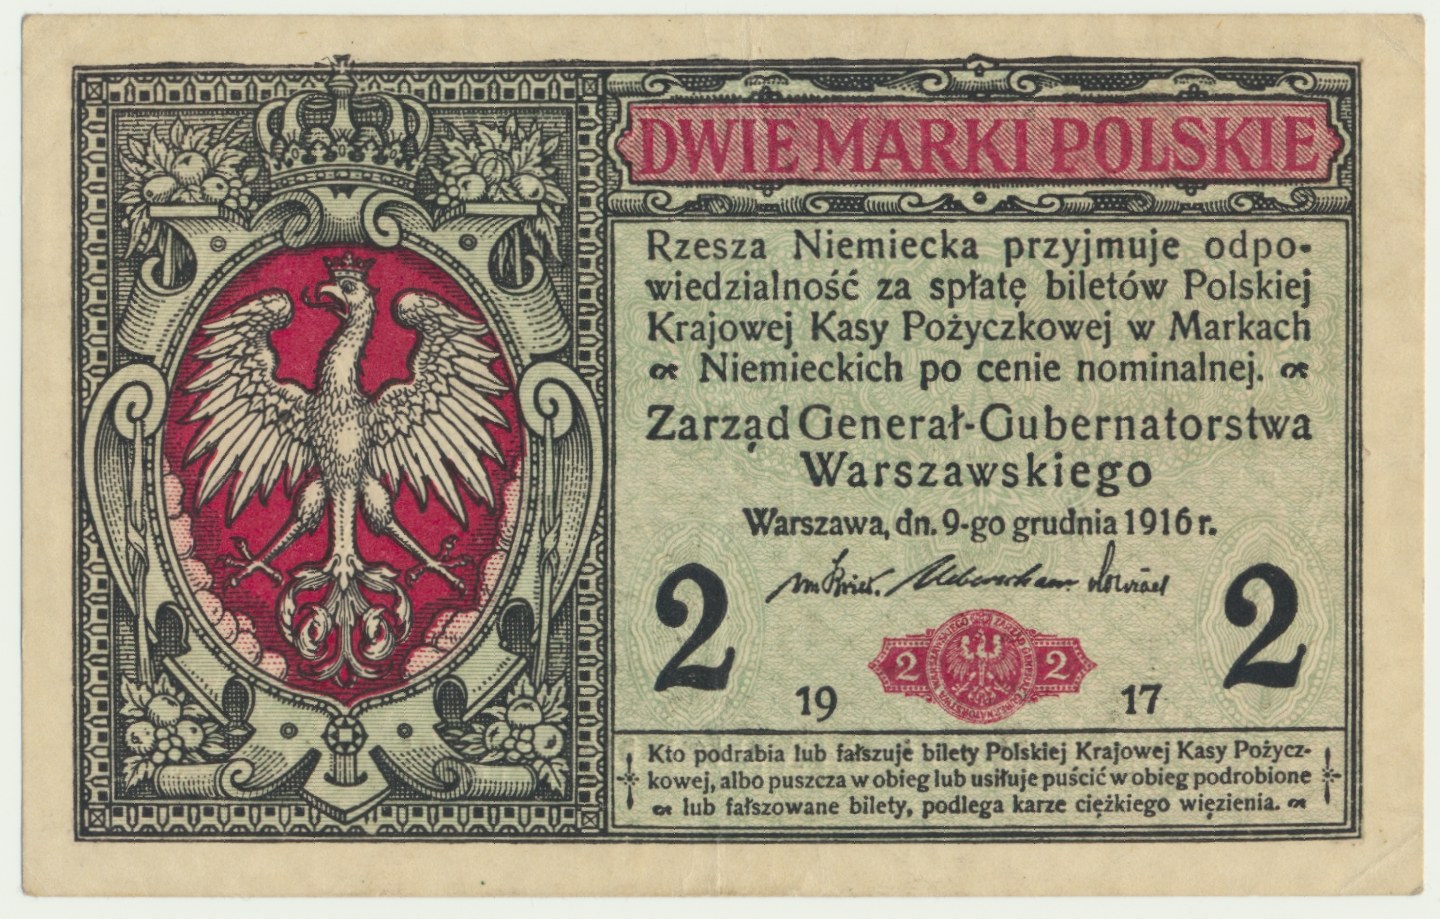 DWIE MARKI POLSKIE
Rzesza Niemiecka przyjmuje odpo-
wiedzialność za spłatę biletów Polskiej
Krajowej Kasy Pożyczkowej w Markach
Niemieckich po cenie nominalnej.
Zarząd Generał-Gubernatorstwa
Warszawskiego
Warszawa, dn. 9-go grudnia 1916 r.
2 2
2 2
19 17
Kto podrabia lub fałszuje bilety Polskiej Krajowej Kasy Pożycz-
kowej, albo puszcza w obieg lub usiłuje puścić w obieg podrobione
lub fałszowane bilety, podlega karze ciężkiego więzienia.